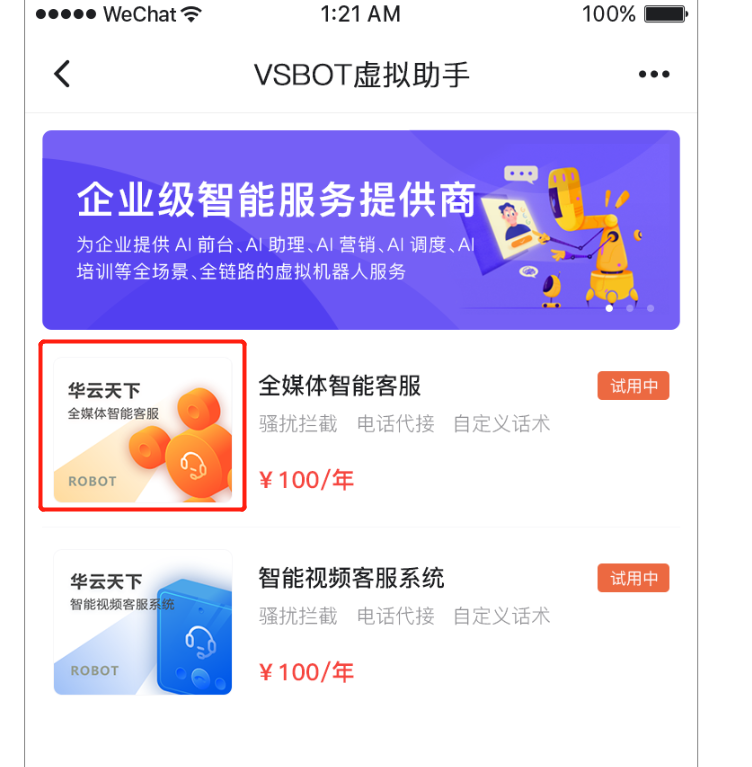 ●●●●● WeChat 1:21 AM 100%
VSBOT虚拟助手
企业级智能服务提供商
为企业提供 AI 前台、AI 助理、AI 营销、AI 调度、AI
培训等全场景、全链路的虚拟机器人服务
华云天下
全媒体智能客服
ROBOT
全媒体智能客服
试用中
骚扰拦截 电话代接 自定义话术
¥100/年
华云天下
智能视频客服系统
ROBOT
智能视频客服系统
试用中
骚扰拦截 电话代接 自定义话术
¥100/年